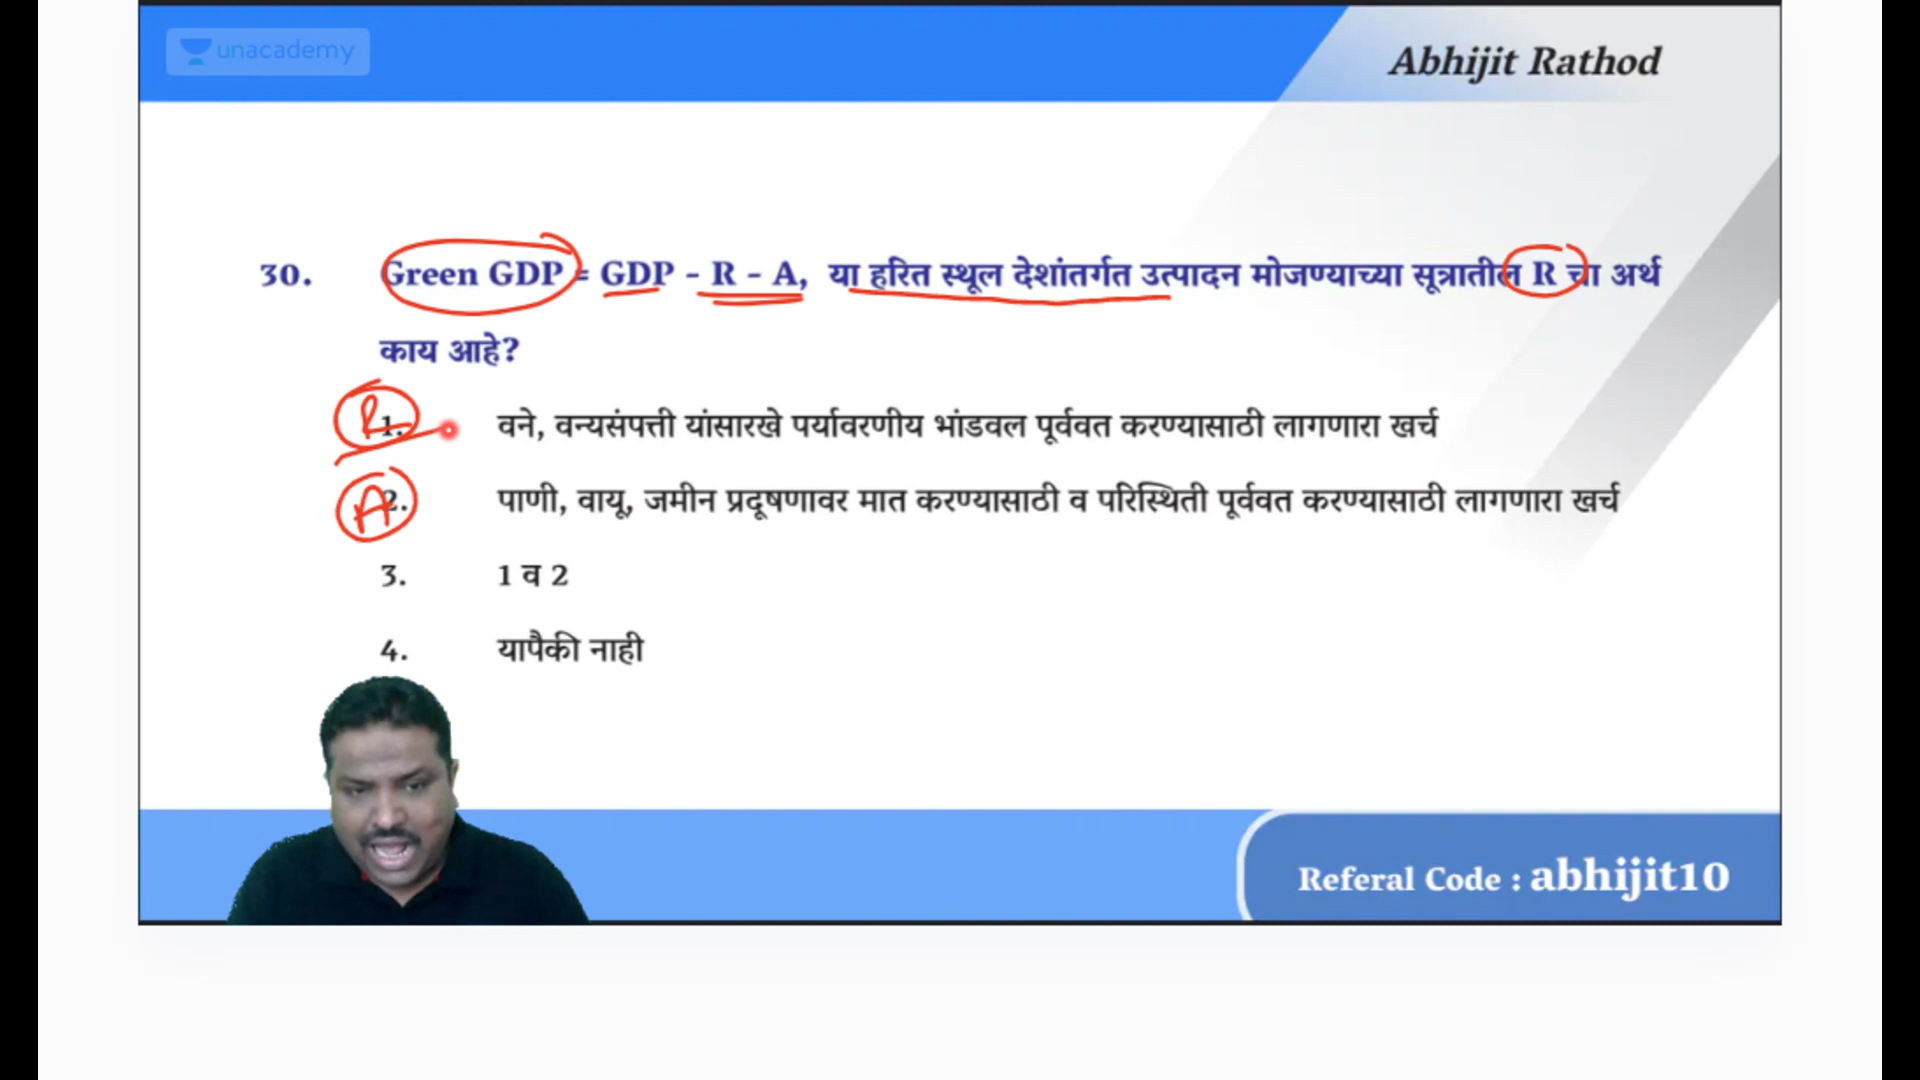 unacademy
Abhijit Rathod
30. Green GDP = GDP - R - A, या हरित स्थूल देशांतर्गत उत्पादन मोजण्याच्या सूत्रातील R चा अर्थ
काय आहे?
R
1. वने, वन्यसंपत्ती यांसारखे पर्यावरणीय भांडवल पूर्ववत करण्यासाठी लागणारा खर्च
A
2. पाणी, वायू, जमीन प्रदूषणावर मात करण्यासाठी व परिस्थिती पूर्ववत करण्यासाठी लागणारा खर्च
3. 1 व 2
4. यापैकी नाही
Referal Code : abhijit10